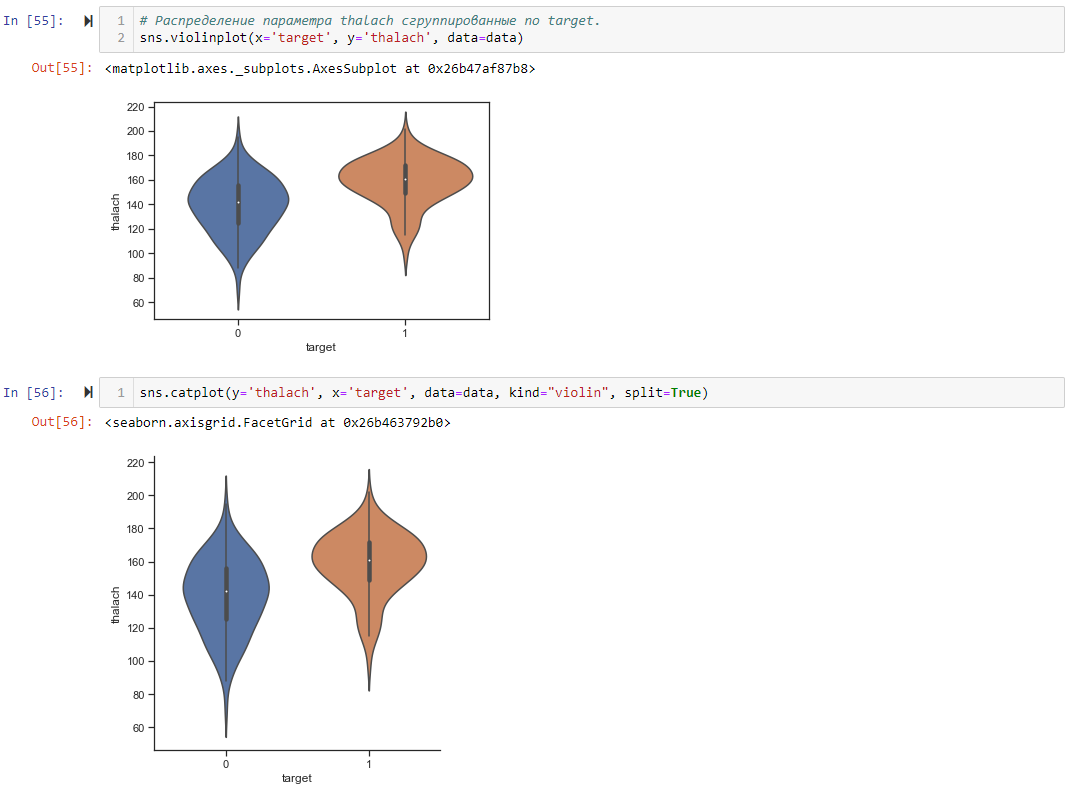 In [55]:
1 # Распределение параметра thalach сгруппированные по target.
2 sns.violinplot(x='target', y='thalach', data=data)
Out[55]: <matplotlib.axes._subplots.AxesSubplot at 0x26b47af87b8>
220
200
180
160
140
120
100
80
60
thalach
0 1
target
In [56]:
1 sns.catplot(y='thalach', x='target', data=data, kind="violin", split=True)
Out[56]: <seaborn.axisgrid.FacetGrid at 0x26b463792b0>
220
200
180
160
140
120
100
80
60
thalach
0 1
target